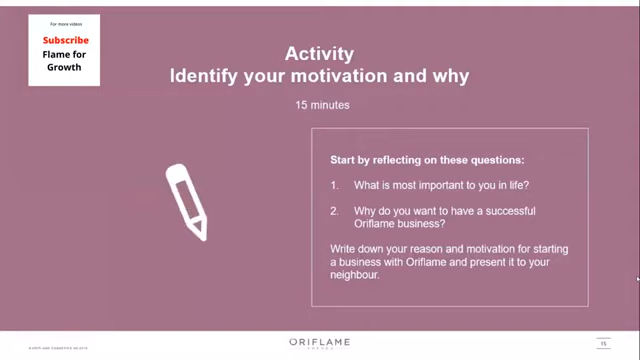 For more videos
Subscribe
Flame for
Growth
Activity
Identify your motivation and why
15 minutes
Start by reflecting on these questions:
1. What is most important to you in life?
2. Why do you want to have a successful
Oriflame business?
Write down your reason and motivation for starting
a business with Oriflame and present it to your
neighbour.
ORIFLAME
SWEDEN
15